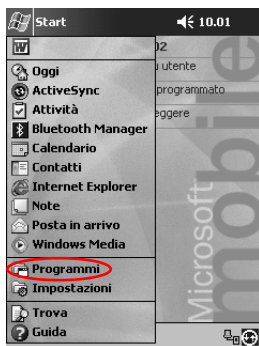 Start 10.01
02
Oggi
utente
ActiveSync
programmato
Attività
eggere
Bluetooth Manager
Calendario
Contatti
Internet Explorer
Note
Posta in arrivo
Windows Media
Programmi
Impostazioni
Trova
Guida
Microsoft
mobile